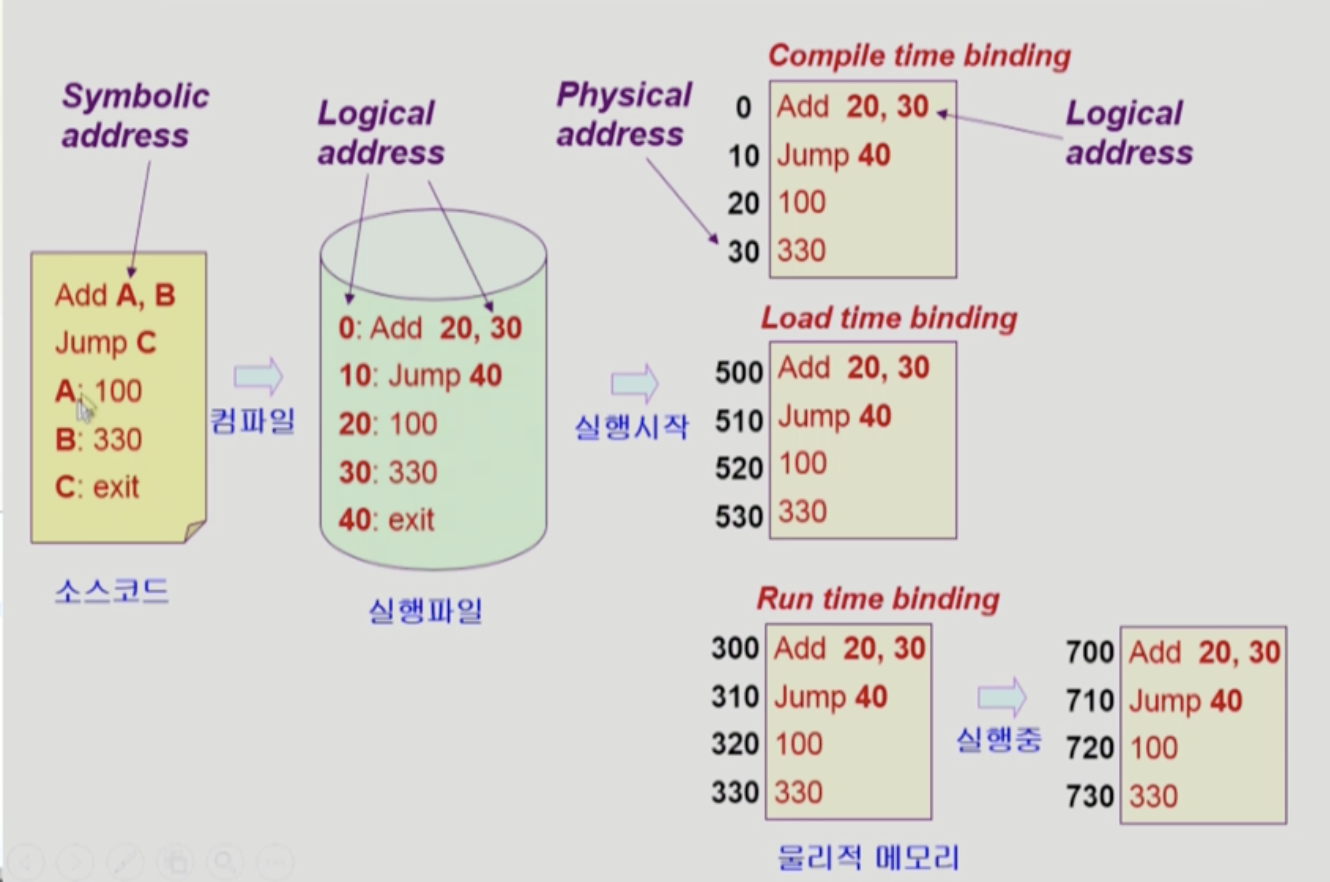 Symbolic
address
Add A, B
Jump C
A: 100
B: 330
C: exit
소스코드
컴파일
Logical
address
0: Add 20, 30
10: Jump 40
20: 100
30: 330
40: exit
실행파일
실행시작
Physical
address
Compile time binding
0 Add 20, 30
10 Jump 40
20 100
30 330
Logical
address
Load time binding
500 Add 20, 30
510 Jump 40
520 100
530 330
Run time binding
300 Add 20, 30
310 Jump 40
320 100
330 330
실행중
700 Add 20, 30
710 Jump 40
720 100
730 330
물리적 메모리